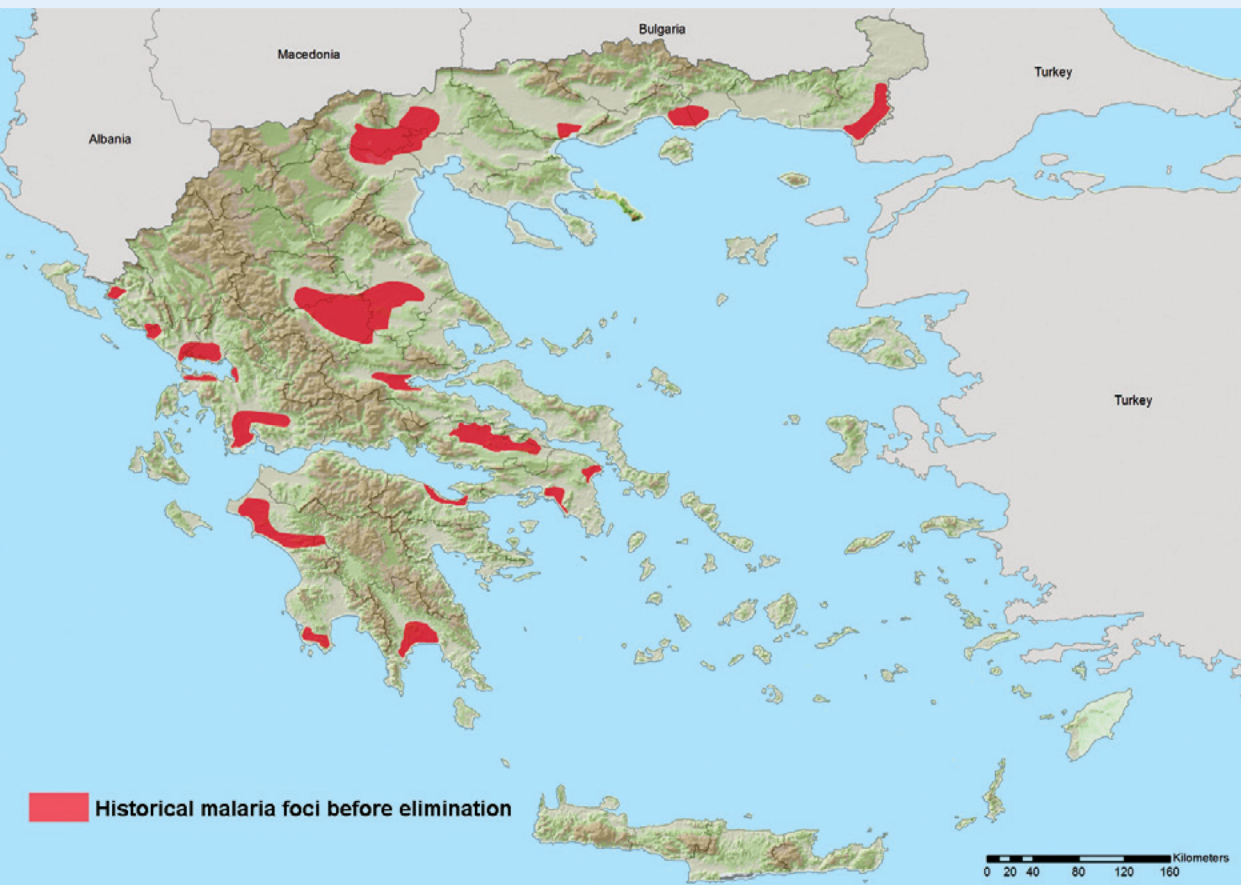 Bulgaria
Macedonia
Turkey
Albania
Turkey
Historical malaria foci before elimination
Kilometers
0 20 40 80 120 160